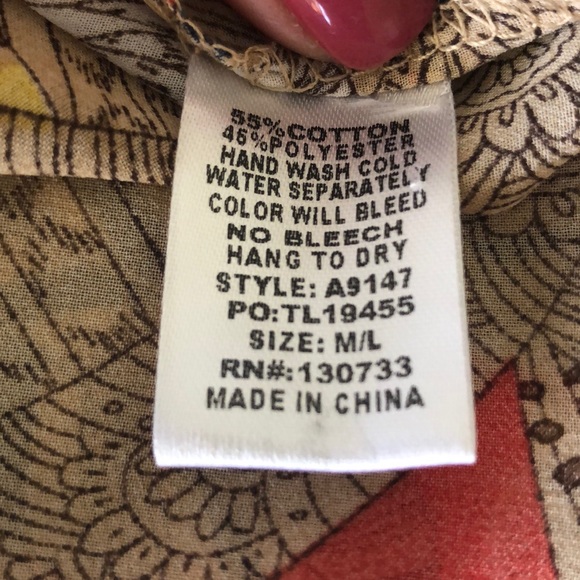 55%COTTON
45%POLYESTER
HAND WASH COLD
WATER SEPARATELY
COLOR WILL BLEED
NO BLEECH
HANG TO DRY
STYLE: A9147
PO:TL19455
SIZE: M/L
RN#:130733
MADE IN CHINA